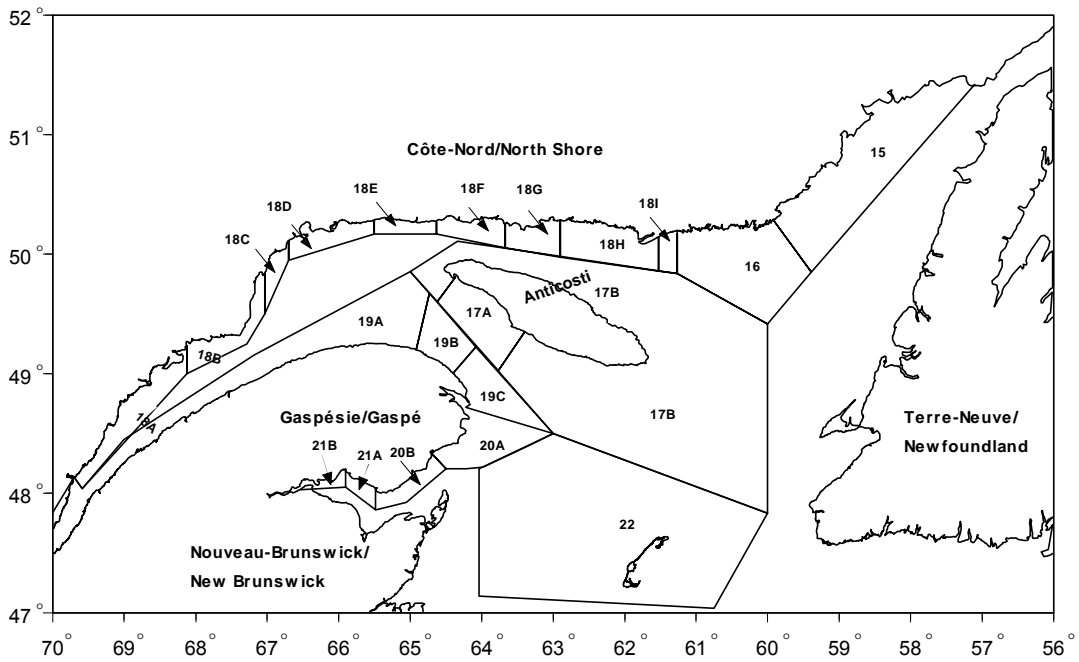 52°
51°
50°
49°
48°
47°
70° 69° 68° 67° 66° 65° 64° 63° 62° 61° 60° 59° 58° 57° 56°
Côte-Nord/North Shore
15
18E
18F
18G
18D
18I
18C
18H
16
Anticosti
17B
17A
19A
19B
18B
19C
18A
17B
Gaspésie/Gaspé
Terre-Neuve/
Newfoundland
20A
21B
21A
20B
22
Nouveau-Brunswick/
New Brunswick